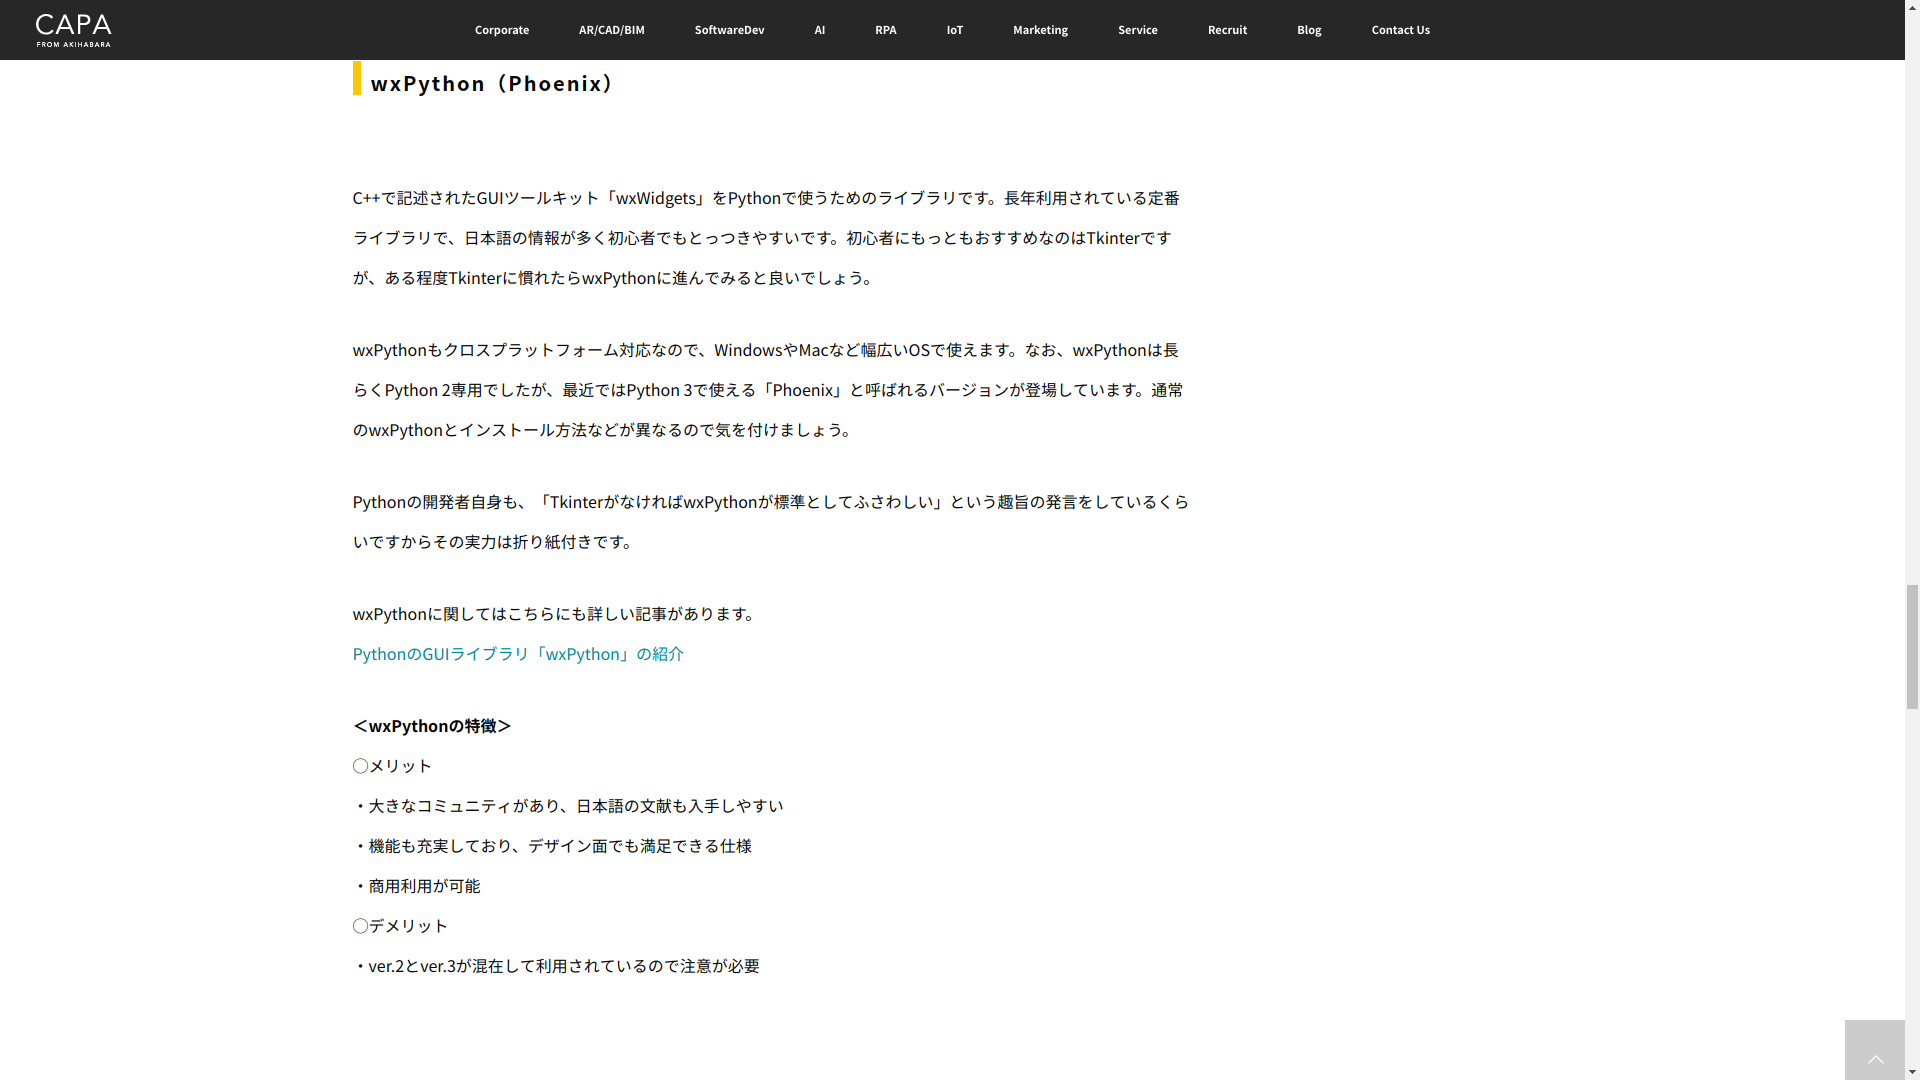 CAPA
FROM AKIHABARA
Corporate AR/CAD/BIM SoftwareDev AI RPA IoT Marketing Service Recruit Blog Contact Us
wxPython（Phoenix）
C++で記述されたGUIツールキット「wxWidgets」をPythonで使うためのライブラリです。長年利用されている定番
ライブラリで、日本語の情報が多く初心者でもとっつきやすいです。初心者にもっともおすすめなのはTkinterです
が、ある程度Tkinterに慣れたらwxPythonに進んでみると良いでしょう。
wxPythonもクロスプラットフォーム対応なので、WindowsやMacなど幅広いOSで使えます。なお、wxPythonは長
らくPython 2専用でしたが、最近ではPython 3で使える「Phoenix」と呼ばれるバージョンが登場しています。通常
のwxPythonとインストール方法などが異なるので気を付けましょう。
Pythonの開発者自身も、「TkinterがなければwxPythonが標準としてふさわしい」という趣旨の発言をしているくら
いですからその実力は折り紙付きです。
wxPythonに関してはこちらにも詳しい記事があります。
PythonのGUIライブラリ「wxPython」の紹介
＜wxPythonの特徴＞
◯メリット
・大きなコミュニティがあり、日本語の文献も入手しやすい
・機能も充実しており、デザイン面でも満足できる仕様
・商用利用が可能
◯デメリット
・ver.2とver.3が混在して利用されているので注意が必要